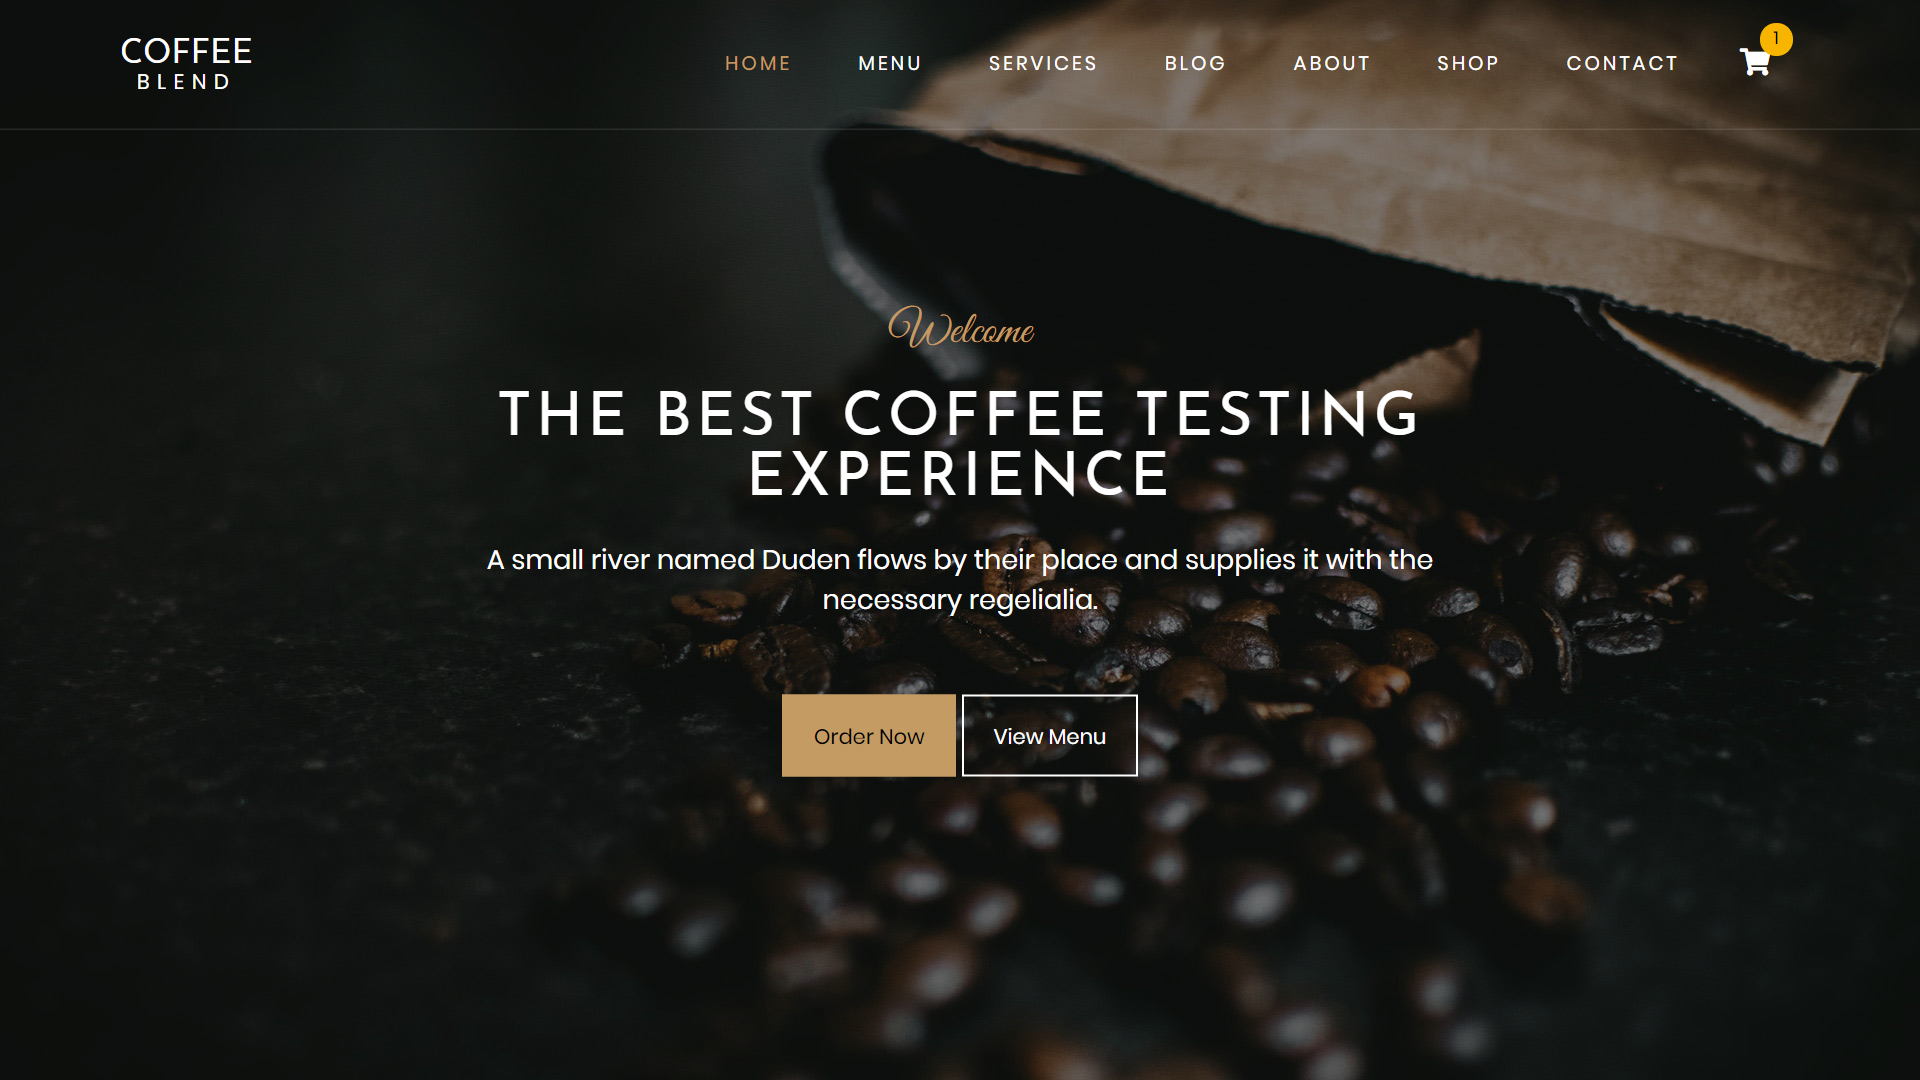 COFFEE
BLEND
HOME MENU SERVICES BLOG ABOUT SHOP CONTACT 1
Welcome
THE BEST COFFEE TESTING
EXPERIENCE
A small river named Duden flows by their place and supplies it with the
necessary regelialia.
Order Now View Menu